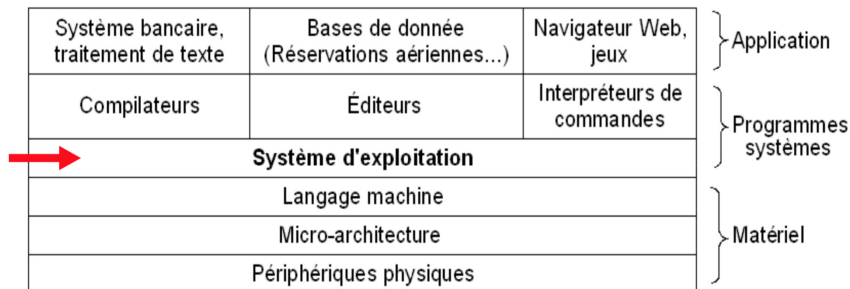 Système bancaire,
traitement de texte
Bases de donnée
(Réservations aériennes...)
Navigateur Web,
jeux
Application
Compilateurs
Éditeurs
Interpréteurs de
commandes
Programmes
systèmes
Système d'exploitation
Langage machine
Micro-architecture
Matériel
Périphériques physiques